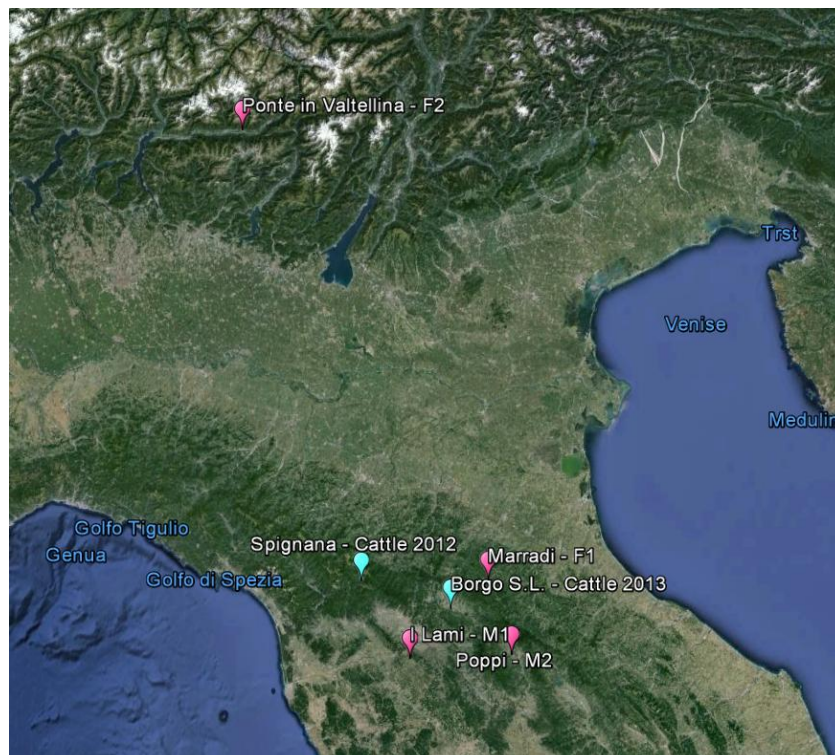 Ponte in Valtellina - F2
Trst
Venise
Medulin
Golfo Tigulio
Genua
Spignana - Cattle 2012
Marradi - F1
Golfo di Spezia
Borgo S.L. - Cattle 2013
I Lami - M1
Poppi - M2